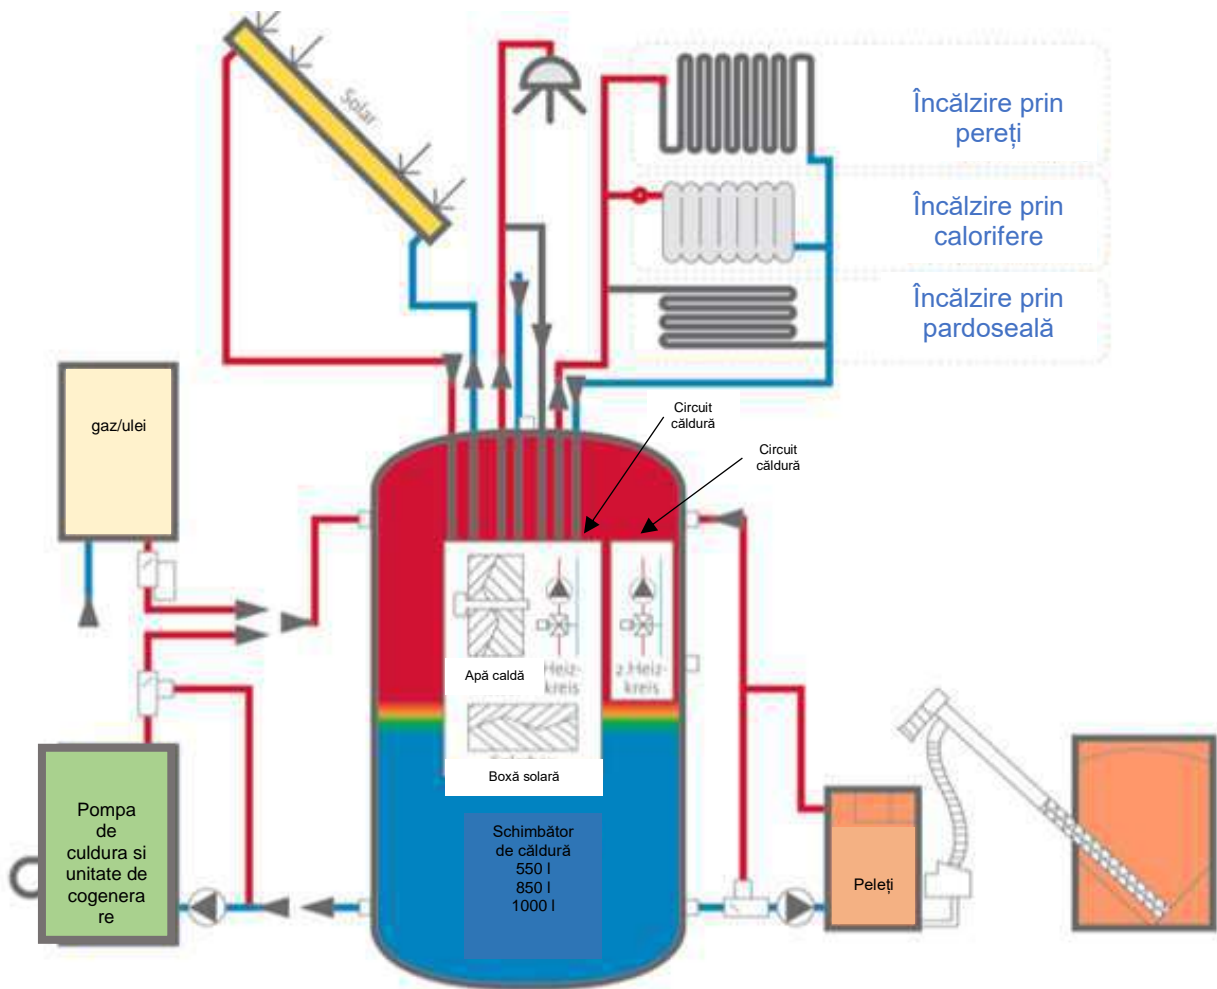 Solar
Încălzire prin
pereți
Încălzire prin
calorifere
Încălzire prin
pardoseală
gaz/ulei
Circuit
căldură
Circuit
căldură
Apă caldă
Heiz-
kreis
2.Heiz-
kreis
Boxă solară
Pompa
de
culdura si
unitate de
cogenera
re
Schimbător
de căldură
550 l
850 l
1000 l
Peleți